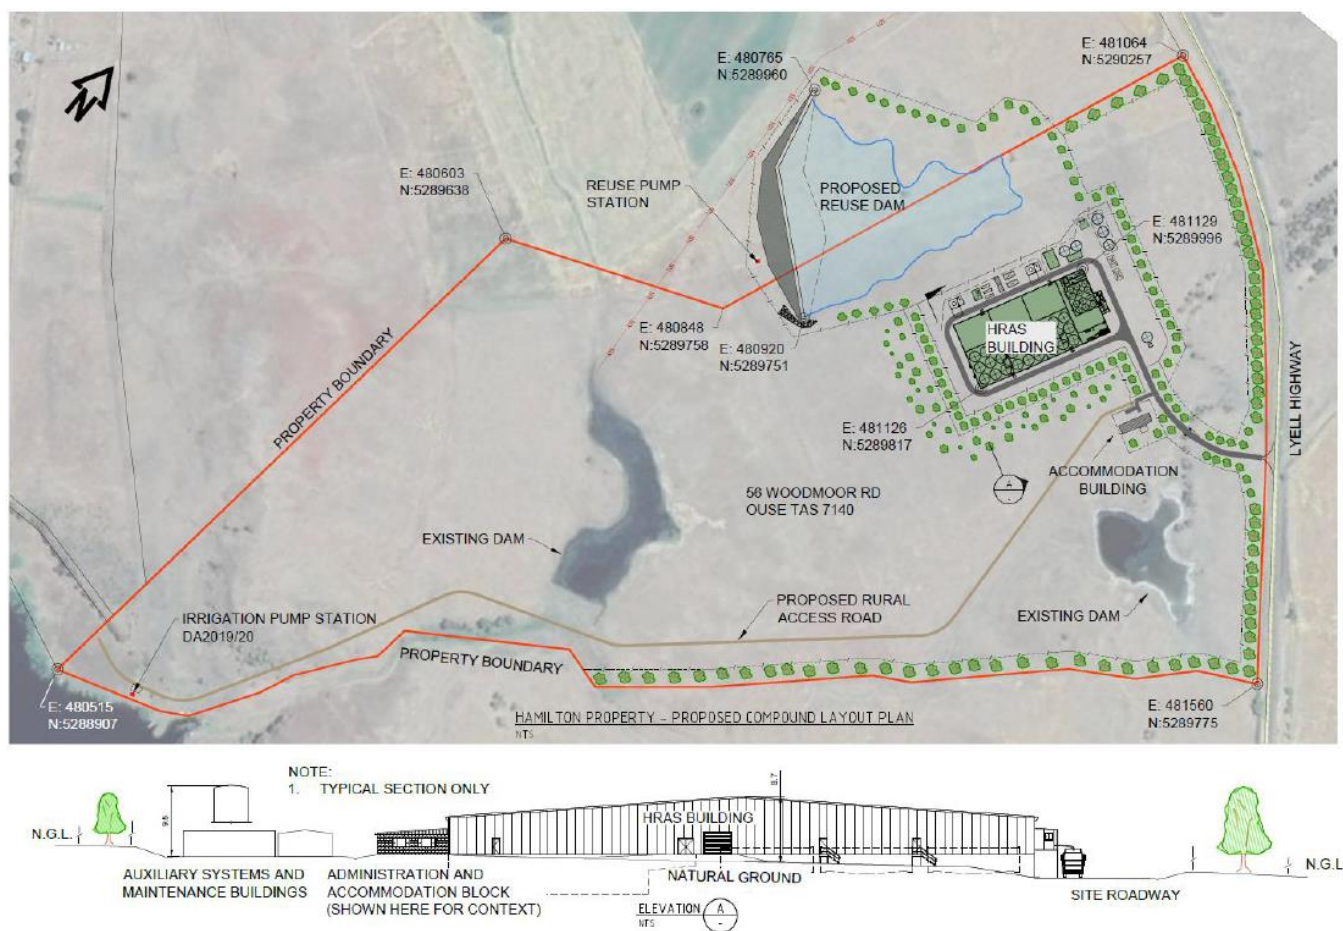 E: 480765
N:5289960
E: 481064
N:5290257
E: 480603
N:5289638
REUSE PUMP
STATION
PROPOSED
REUSE DAM
E: 481129
N:5289996
E: 480848
N:5289758
E: 480920
N:5289751
HRAS
BUILDING
PROPERTY BOUNDARY
LYELL HIGHWAY
E: 481126
N:5289817
ACCOMMODATION
BUILDING
A
56 WOODMOOR RD
OUSE TAS 7140
EXISTING DAM
EXISTING DAM
PROPOSED RURAL
ACCESS ROAD
IRRIGATION PUMP STATION
DA2019/20
PROPERTY BOUNDARY
E: 480515
N:5288907
E: 481560
N:5289775
HAMILTON PROPERTY - PROPOSED COMPOUND LAYOUT PLAN
NTS
NOTE:
1. TYPICAL SECTION ONLY
9.8
8.7
N.G.L.
HRAS BUILDING
N.G.L
AUXILIARY SYSTEMS AND
MAINTENANCE BUILDINGS
ADMINISTRATION AND
ACCOMMODATION BLOCK
(SHOWN HERE FOR CONTEXT)
NATURAL GROUND
SITE ROADWAY
ELEVATION A
NTS -